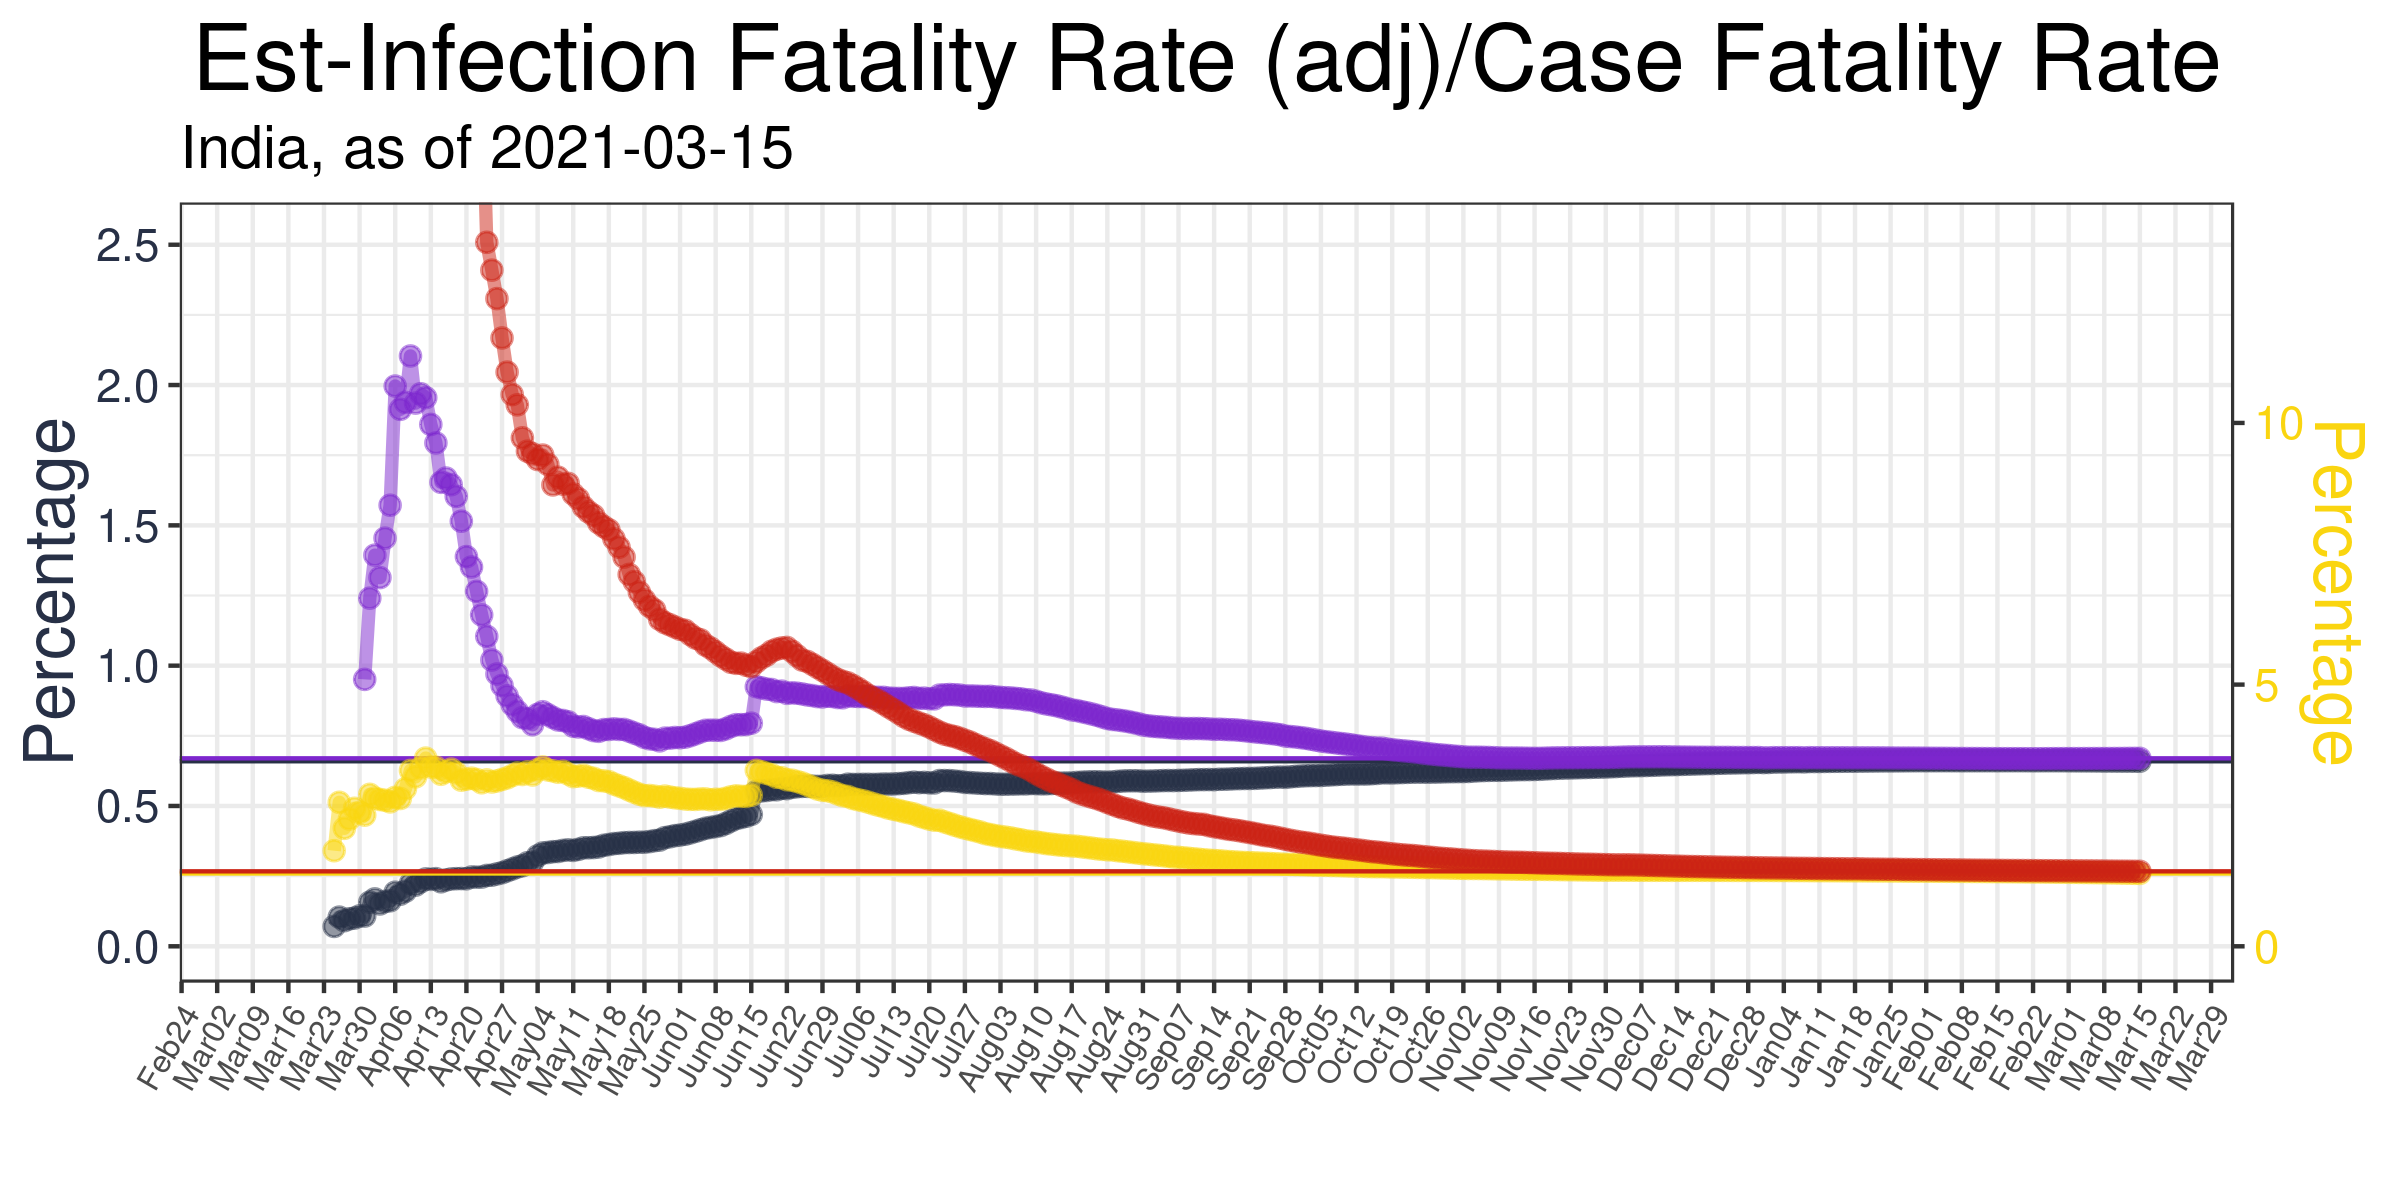 Est-Infection Fatality Rate (adj)/Case Fatality Rate
India, as of 2021-03-15
Percentage
2.5
2.0
1.5
1.0
0.5
0.0
10
5
0
Percentage
Feb24
Mar02
Mar09
Mar16
Mar23
Mar30
Apr06
Apr13
Apr20
Apr27
May04
May11
May18
May25
Jun01
Jun08
Jun15
Jun22
Jun29
Jul06
Jul13
Jul20
Jul27
Aug03
Aug10
Aug17
Aug24
Aug31
Sep07
Sep14
Sep21
Sep28
Oct05
Oct12
Oct19
Oct26
Nov02
Nov09
Nov16
Nov23
Nov30
Dec07
Dec14
Dec21
Dec28
Jan04
Jan11
Jan18
Jan25
Feb01
Feb08
Feb15
Feb22
Mar01
Mar08
Mar15
Mar22
Mar29